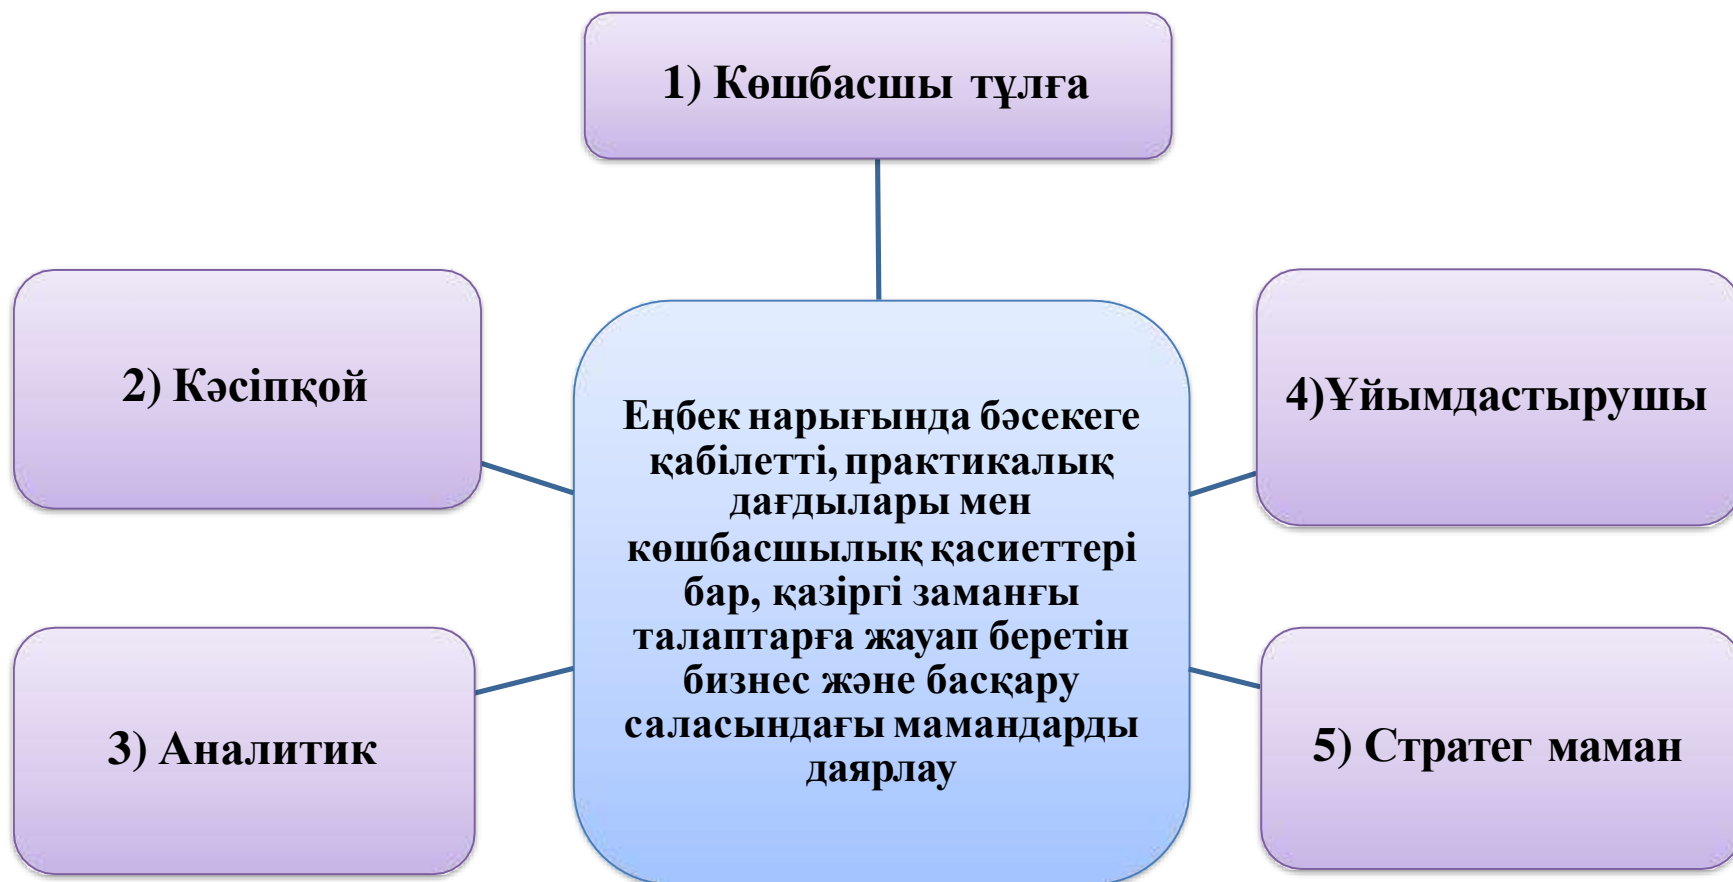 1) Көшбасшы тұлға
2) Кәсіпқой
4)Ұйымдастырушы
Еңбек нарығында бәсекеге
қабілетті, практикалық
дағдылары мен
көшбасшылық қасиеттері
бар, қазіргі заманғы
талаптарға жауап беретін
бизнес және басқару
саласындағы мамандарды
даярлау
3) Аналитик
5) Стратег маман